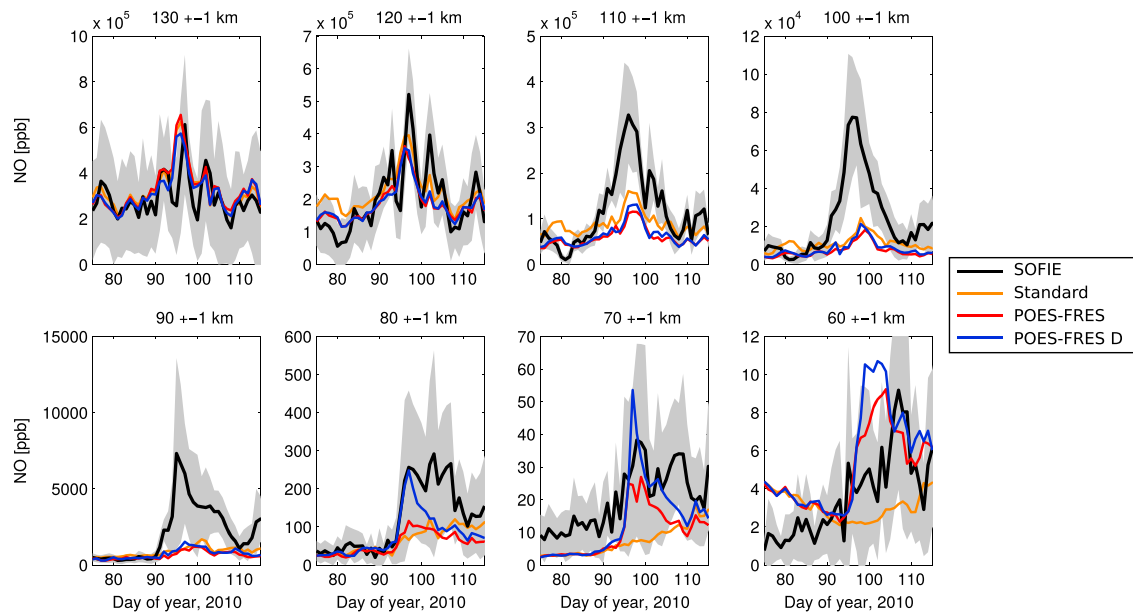 130 +-1 km
120 +-1 km
110 +-1 km
100 +-1 km
x 10^5
x 10^5
x 10^5
x 10^4
NO [ppb]
10
8
6
4
2
0
80 90 100 110
7
6
5
4
3
2
1
0
80 90 100 110
5
4
3
2
1
0
80 90 100 110
12
10
8
6
4
2
0
80 90 100 110
SOFIE
Standard
POES-FRES
POES-FRES D
90 +-1 km
80 +-1 km
70 +-1 km
60 +-1 km
NO [ppb]
15000
10000
5000
0
80 90 100 110
600
500
400
300
200
100
0
80 90 100 110
70
60
50
40
30
20
10
0
80 90 100 110
12
10
8
6
4
2
0
80 90 100 110
Day of year, 2010
Day of year, 2010
Day of year, 2010
Day of year, 2010